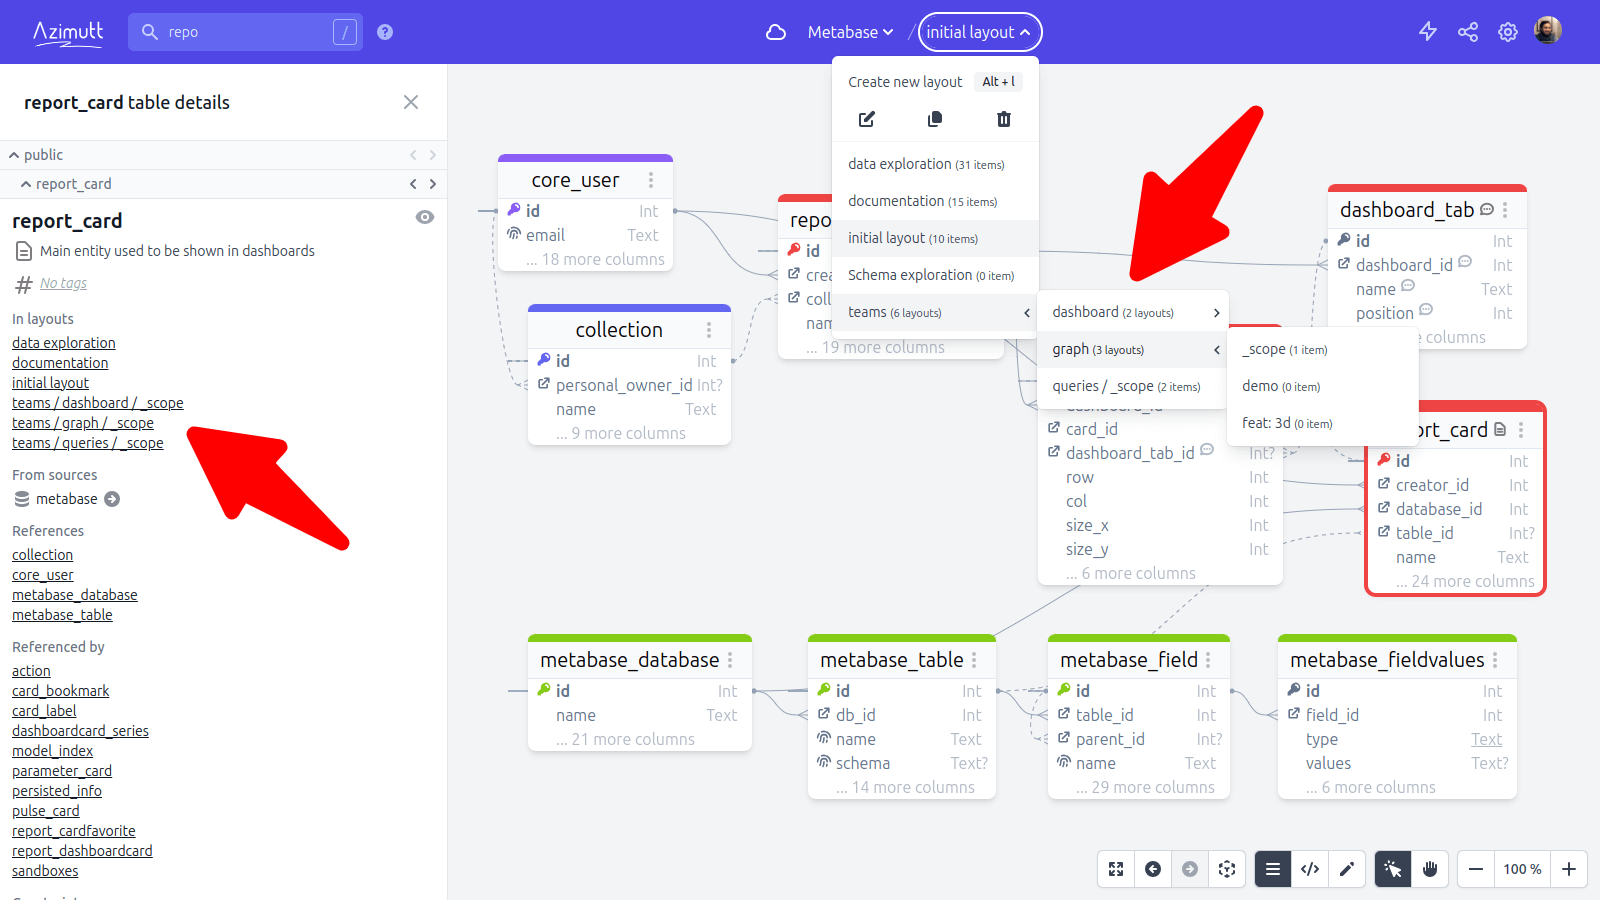 Azimutt
repo
/
?
Metabase
/
initial layout
report_card table details
public
report_card
report_card
Main entity used to be shown in dashboards
No tags
In layouts
data exploration
documentation
initial layout
teams / dashboard / _scope
teams / graph / _scope
teams / queries / _scope
From sources
metabase
References
collection
core_user
metabase_database
metabase_table
Referenced by
action
card_bookmark
card_label
dashboardcard_series
model_index
parameter_card
persisted_info
pulse_card
report_cardfavorite
report_dashboardcard
sandboxes
Create new layout Alt + l
data exploration (31 items)
documentation (15 items)
initial layout (10 items)
Schema exploration (0 item)
teams (6 layouts)
dashboard (2 layouts)
graph (3 layouts)
queries / _scope (2 items)
_scope (1 item)
demo (0 item)
feat: 3d (0 item)
core_user
id Int
email Text
... 18 more columns
collection
id Int
personal_owner_id Int?
name Text
... 9 more columns
repo
id
crea
coll
nam
... 19 more columns
dashboard_tab
id Int
dashboard_id Int
name Text
position Int
columns
card_id
dashboard_tab_id Int?
row Int
col Int
size_x Int
size_y Int
... 6 more columns
ort_card
id Int
creator_id Int
database_id Int
table_id Int?
name Text
... 24 more columns
metabase_database
id Int
name Text
... 21 more columns
metabase_table
id Int
db_id Int
name Text
schema Text?
... 14 more columns
metabase_field
id Int
table_id Int
parent_id Int?
name Text
... 29 more columns
metabase_fieldvalues
id Int
field_id Int
type Text
values Text?
... 6 more columns
100 %